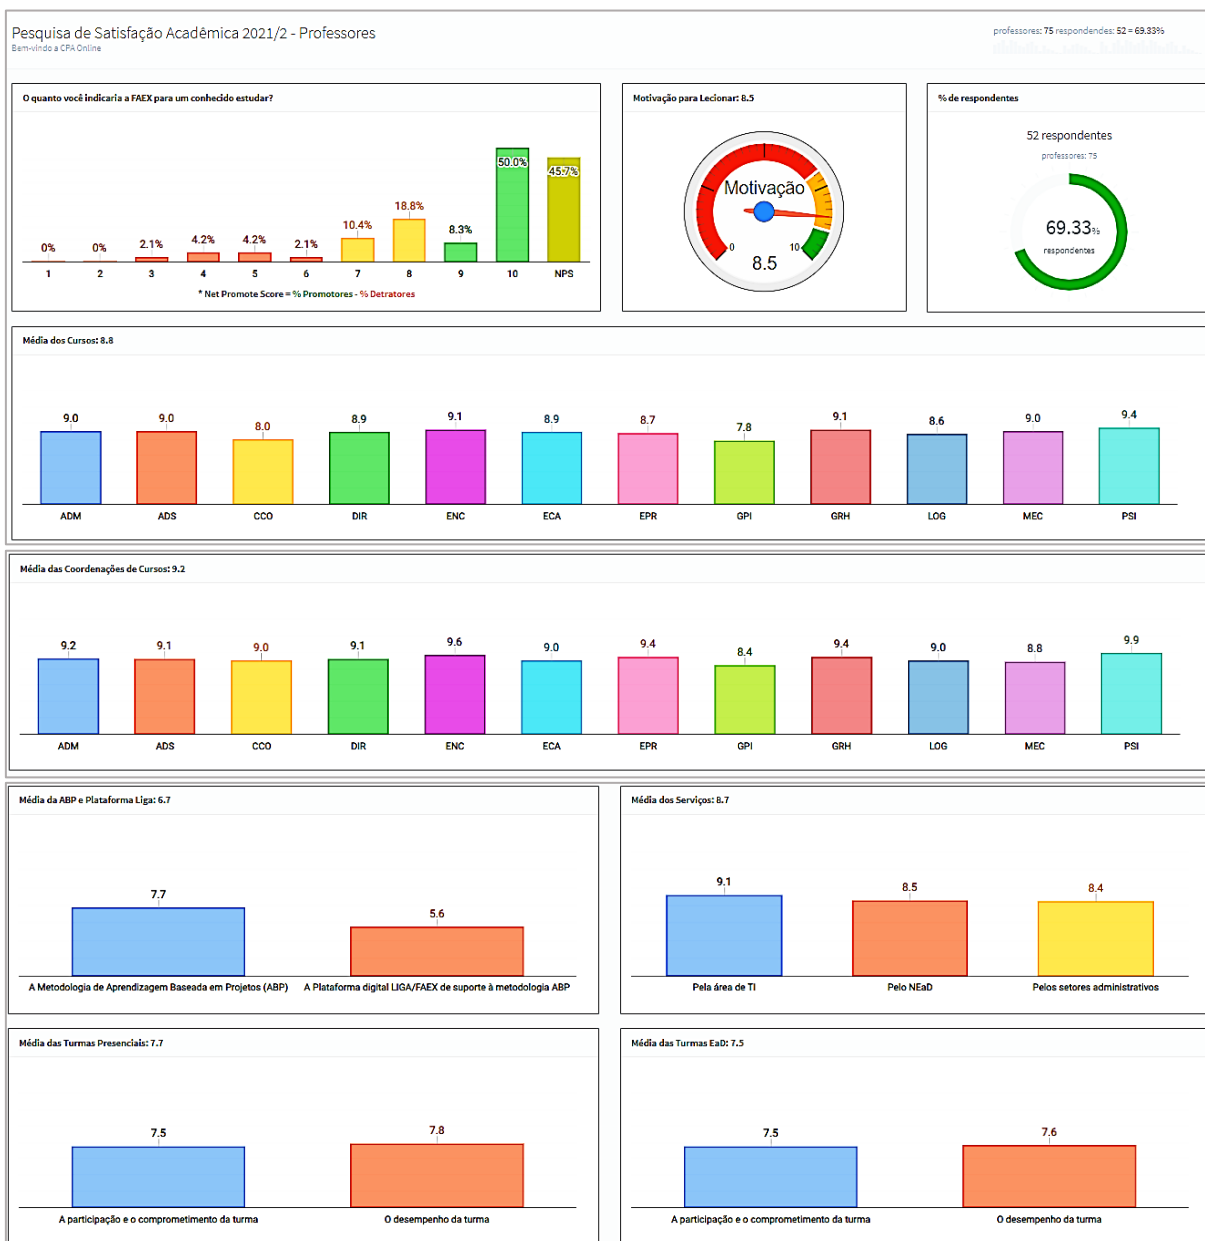 Pesquisa de Satisfação Acadêmica 2021/2 - Professores
Bem-vindo a CPA Online
professores: 75 respondendes: 52 = 69.33%
O quanto você indicaria a FAEX para um conhecido estudar?
0% 0% 2.1% 4.2% 4.2% 2.1% 10.4% 18.8% 8.3% 50.0% 45.7%
1 2 3 4 5 6 7 8 9 10 NPS
* Net Promote Score = % Promotores - % Detratores
Motivação para Lecionar: 8.5
Motivação
0 10
8.5
% de respondentes
52 respondentes
professores: 75
69.33%
respondentes
Média dos Cursos: 8.8
9.0 9.0 8.0 8.9 9.1 8.9 8.7 7.8 9.1 8.6 9.0 9.4
ADM ADS CCO DIR ENC ECA EPR GPI GRH LOG MEC PSI
Média das Coordenações de Cursos: 9.2
9.2 9.1 9.0 9.1 9.6 9.0 9.4 8.4 9.4 9.0 8.8 9.9
ADM ADS CCO DIR ENC ECA EPR GPI GRH LOG MEC PSI
Média da ABP e Plataforma Liga: 6.7
7.7 5.6
A Metodologia de Aprendizagem Baseada em Projetos (ABP) A Plataforma digital LIGA/FAEX de suporte à metodologia ABP
Média dos Serviços: 8.7
9.1 8.5 8.4
Pela área de TI Pelo NEaD Pelos setores administrativos
Média das Turmas Presenciais: 7.7
7.5 7.8
A participação e o comprometimento da turma O desempenho da turma
Média das Turmas EaD: 7.5
7.5 7.6
A participação e o comprometimento da turma O desempenho da turma